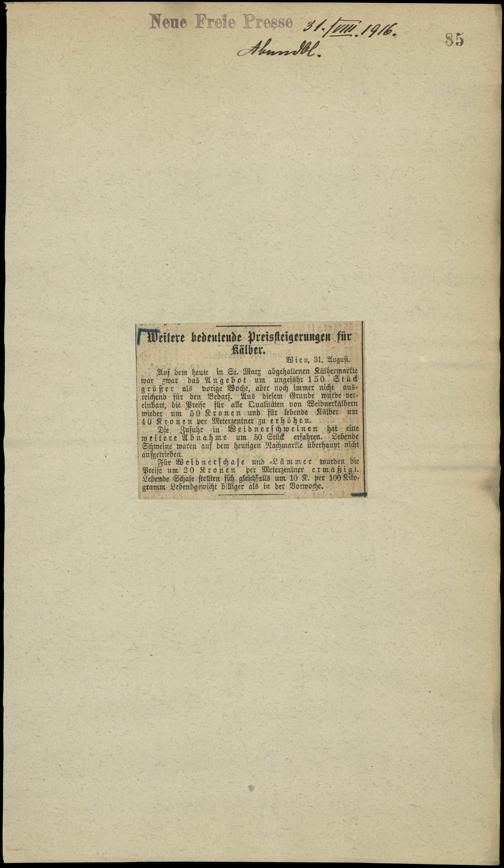 Neue Freie Presse 31. VIII. 1916.
Abendbl.
85
Weitere bedeutende Preissteigerungen für
Kälber.
Wien, 31. August.
Auf dem heute in St. Marx abgehaltenen Kälbermarkte
war zwar das Angebot um ungefähr 150 Stück
größer als vorige Woche, aber noch immer nicht aus-
reichend für den Bedarf. Aus diesem Grunde wurde ver-
einbart, die Preise für alle Qualitäten von Weidnerkälbern
wieder um 50 Kronen und für lebende Kälber um
40 Kronen per Meterzentner zu erhöhen.
Die Zufuhr in Weidnerschweinen hat eine
weitere Abnahme um 50 Stück erfahren. Lebende
Schweine waren auf dem heutigen Nachmarkte überhaupt nicht
aufgetrieben.
Für Weidnerschafe und Lämmer wurden die
Preise um 20 Kronen per Meterzentner ermäßigt.
Lebende Schafe stellten sich gleichfalls um 10 K. per 100 Kilo-
gramm Lebendgewicht billiger als in der Vorwoche.